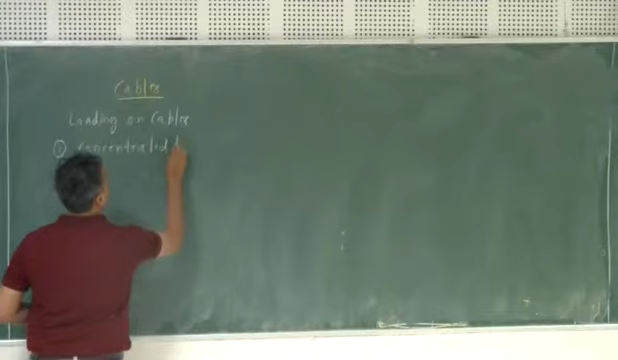 Cables
Loading on Cables
① Concentrated